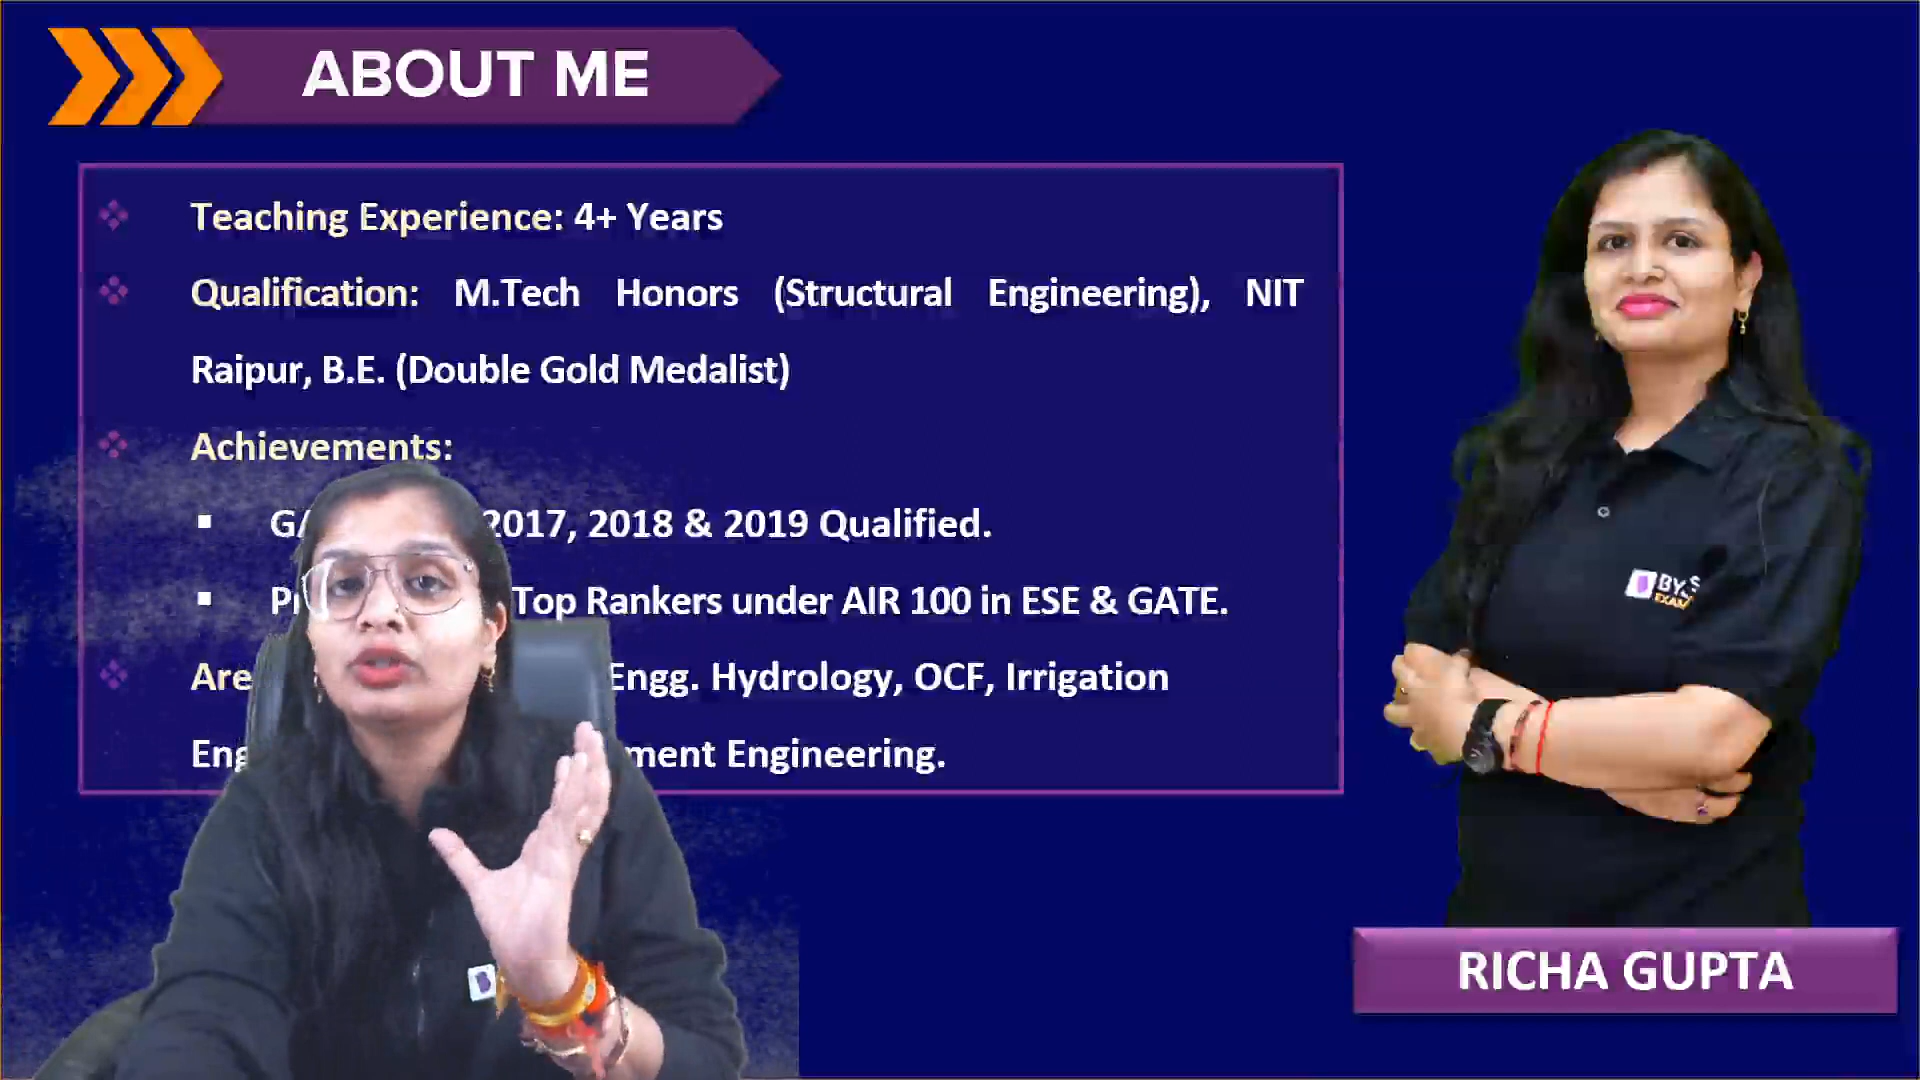 ABOUT ME
Teaching Experience: 4+ Years
Qualification: M.Tech Honors (Structural Engineering), NIT
Raipur, B.E. (Double Gold Medalist)
Achievements:
2017, 2018 & 2019 Qualified.
Top Rankers under AIR 100 in ESE & GATE.
Engg. Hydrology, OCF, Irrigation
Engineering.
RICHA GUPTA